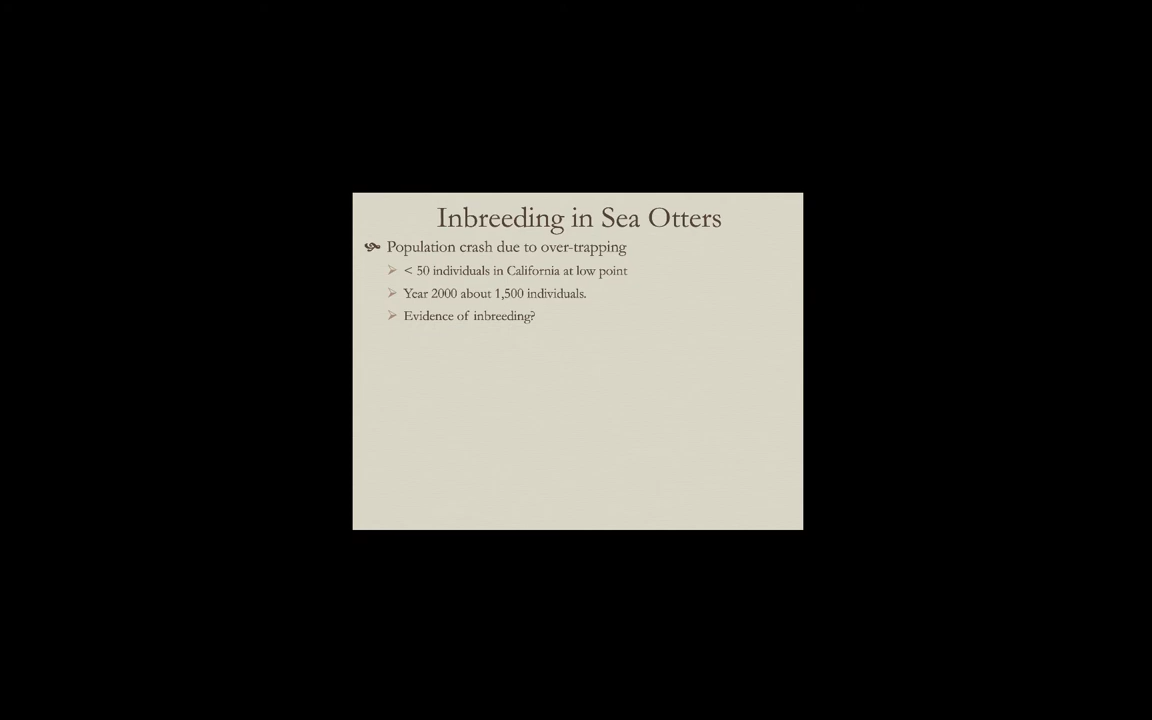 Inbreeding in Sea Otters
Population crash due to over-trapping
< 50 individuals in California at low point
Year 2000 about 1,500 individuals.
Evidence of inbreeding?